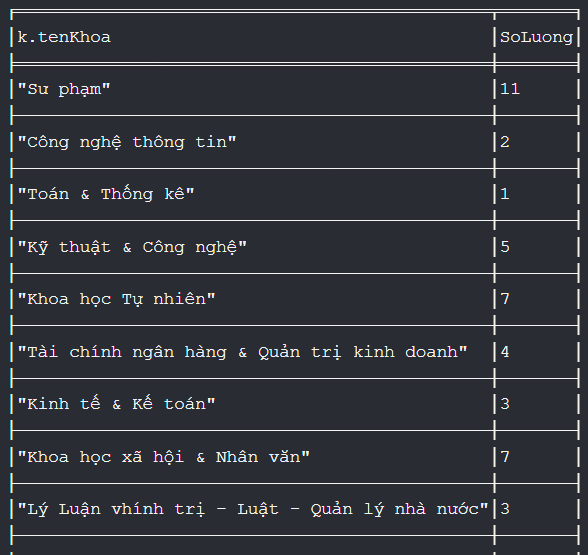 k.tenKhoa SoLuong
"Sư phạm" 11
"Công nghệ thông tin" 2
"Toán & Thống kê" 1
"Kỹ thuật & Công nghệ" 5
"Khoa học Tự nhiên" 7
"Tài chính ngân hàng & Quản trị kinh doanh" 4
"Kinh tế & Kế toán" 3
"Khoa học xã hội & Nhân văn" 7
"Lý Luận vhính trị - Luật - Quản lý nhà nước" 3